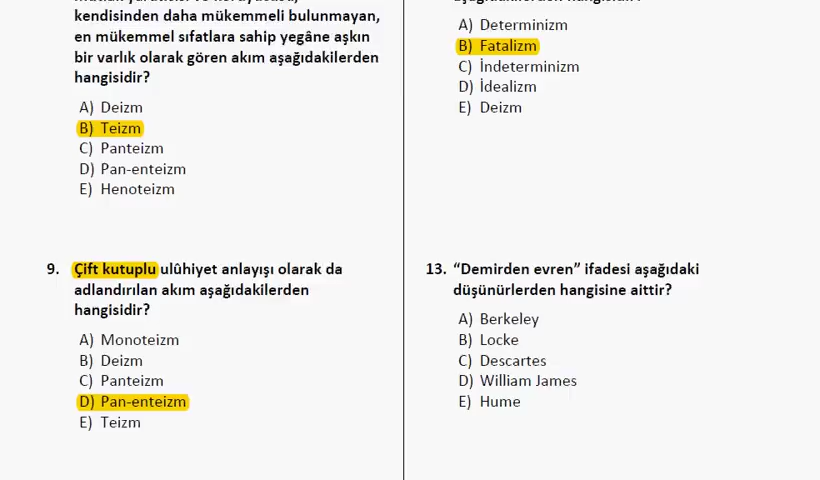 kendisinden daha mükemmeli bulunmayan,
en mükemmel sıfatlara sahip yegâne aşkın
bir varlık olarak gören akım aşağıdakilerden
hangisidir?
A) Deizm
B) Teizm
C) Panteizm
D) Pan-enteizm
E) Henoteizm
9. Çift kutuplu ulûhiyet anlayışı olarak da
adlandırılan akım aşağıdakilerden
hangisidir?
A) Monoteizm
B) Deizm
C) Panteizm
D) Pan-enteizm
E) Teizm
A) Determinizm
B) Fatalizm
C) İndeterminizm
D) İdealizm
E) Deizm
13. “Demirden evren” ifadesi aşağıdaki
düşünürlerden hangisine aittir?
A) Berkeley
B) Locke
C) Descartes
D) William James
E) Hume